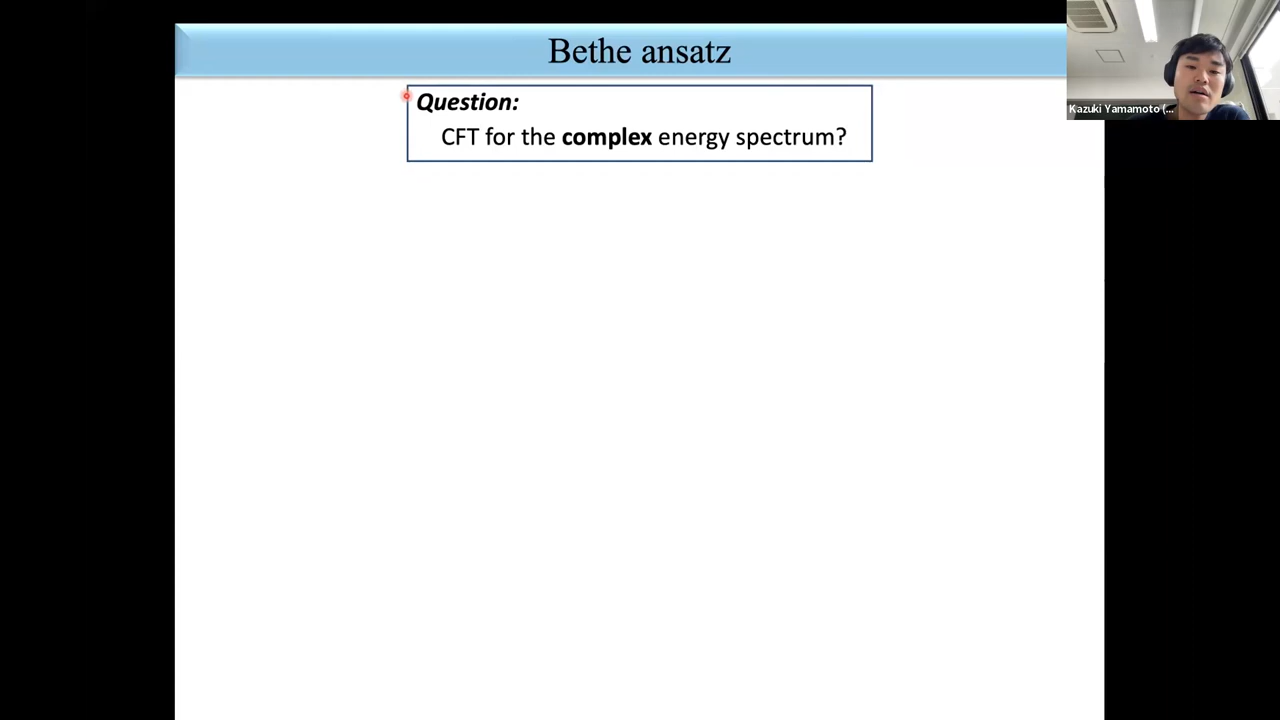 Bethe ansatz
Question:
CFT for the complex energy spectrum?
Kazuki Yamamoto (...